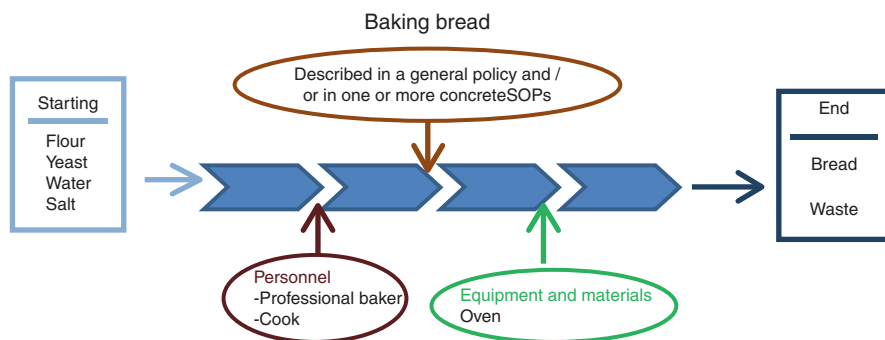 Baking bread
Described in a general policy and /
or in one or more concreteSOPs
Starting
Flour
Yeast
Water
Salt
End
Bread
Waste
Personnel
-Professional baker
-Cook
Equipment and materials
Oven